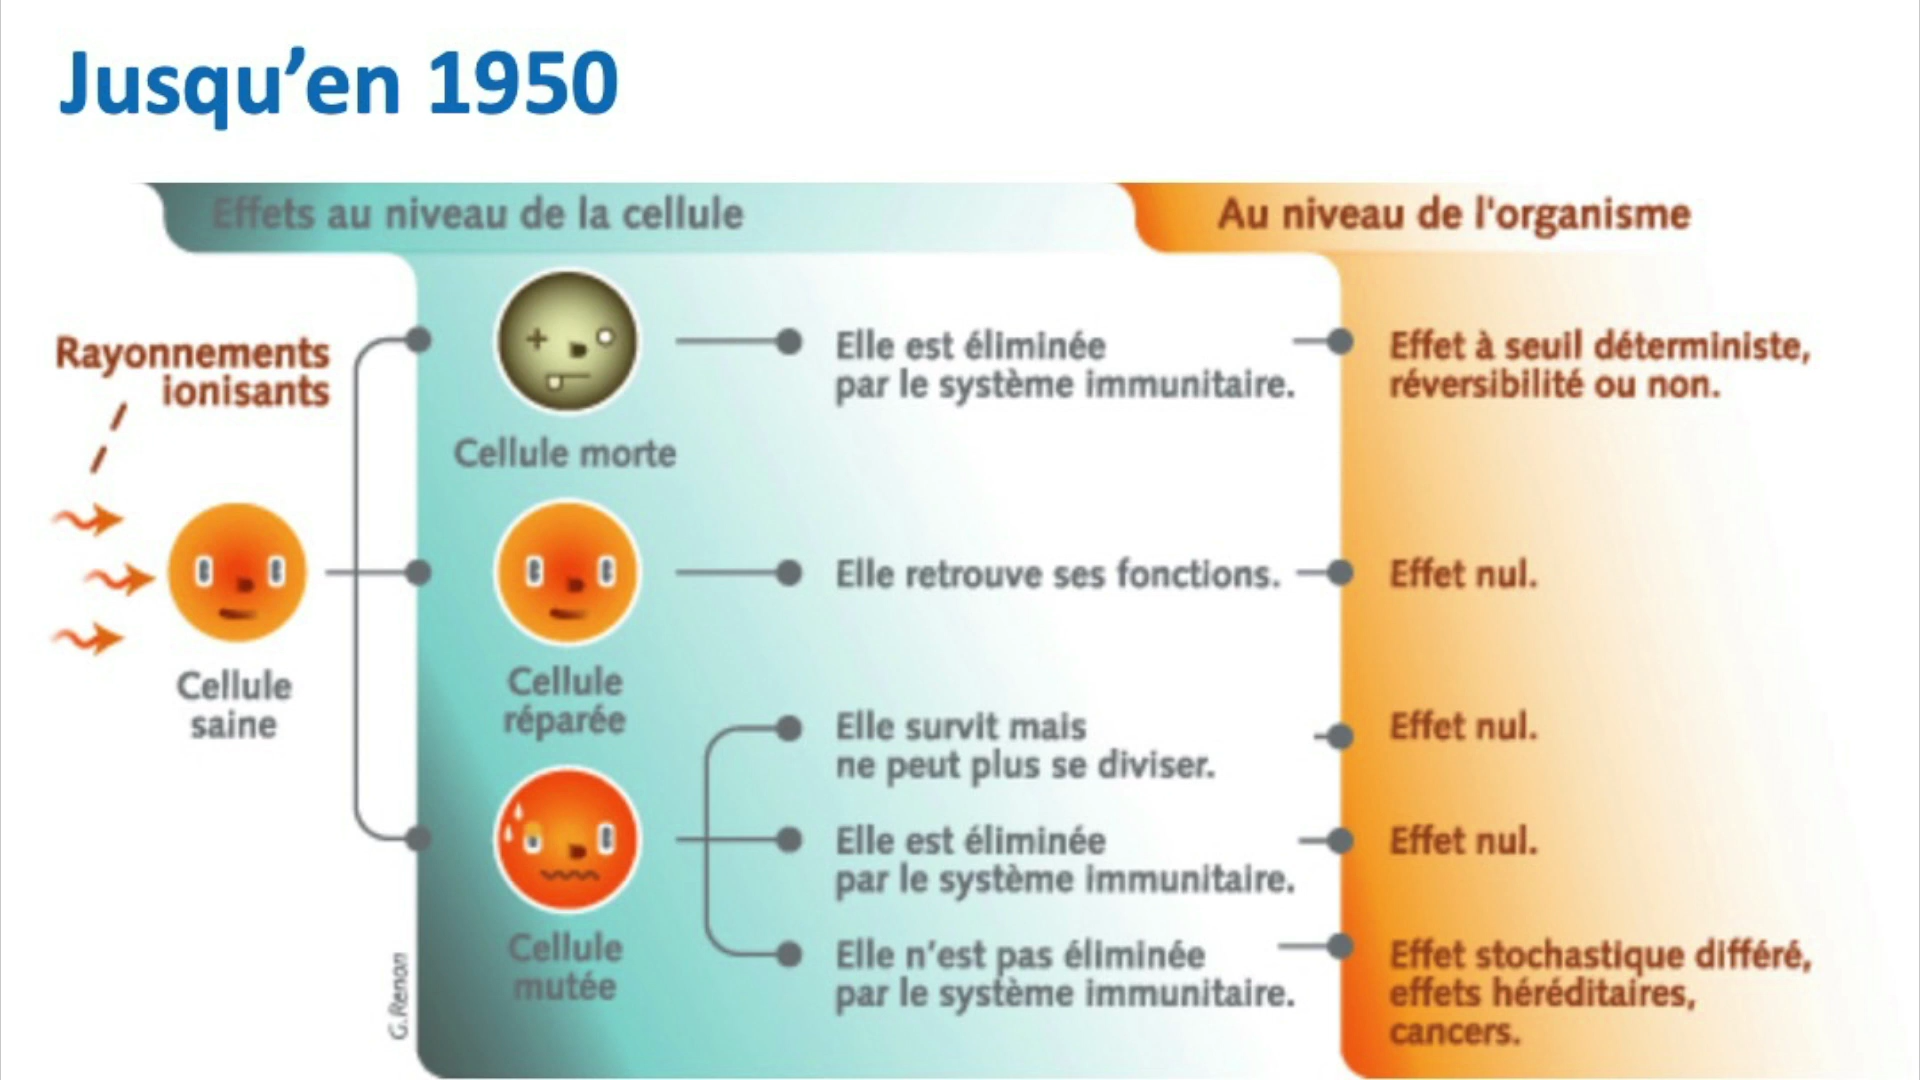 Jusqu'en 1950
Effets au niveau de la cellule
Au niveau de l'organisme
Rayonnements
ionisants
Cellule
saine
Cellule morte
Elle est éliminée
par le système immunitaire.
Effet à seuil déterministe,
réversibilité ou non.
Cellule
réparée
Elle retrouve ses fonctions.
Effet nul.
Cellule
mutée
Elle survit mais
ne peut plus se diviser.
Effet nul.
Elle est éliminée
par le système immunitaire.
Effet nul.
Elle n'est pas éliminée
par le système immunitaire.
Effet stochastique différé,
effets héréditaires,
cancers.
G.Renon